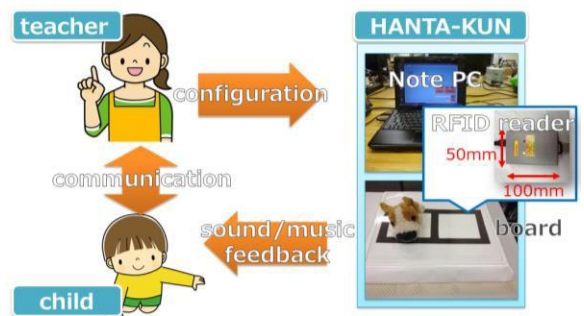 teacher
HANTA-KUN
Note PC
configuration
RFID reader
50mm
100mm
communication
sound/music
feedback
board
child